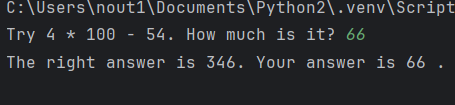 C:\Users\nout1\Documents\Python2\.venv\Script
Try 4 * 100 - 54. How much is it? 66
The right answer is 346. Your answer is 66 .